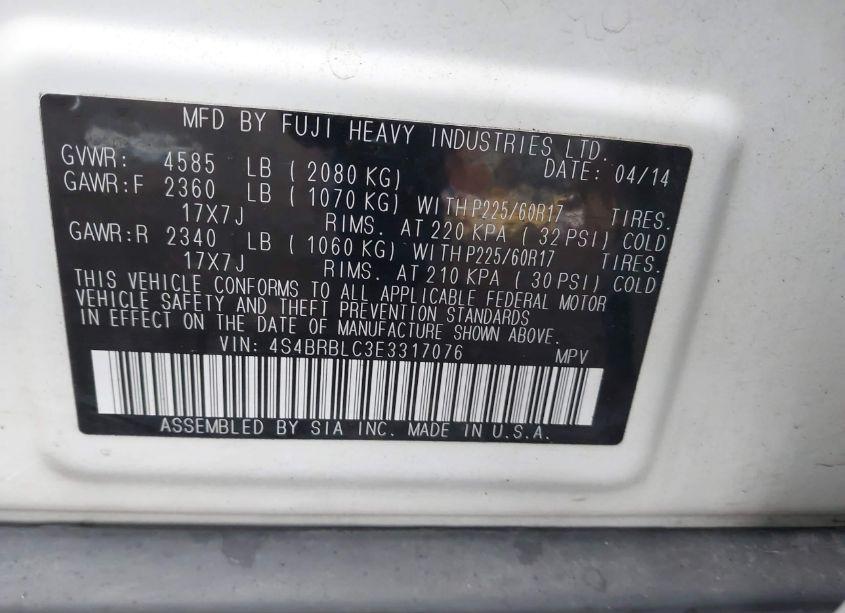 MFD BY FUJI HEAVY INDUSTRIES LTD.
GVWR: 4585 LB ( 2080 KG) DATE: 04/14
GAWR:F 2360 LB ( 1070 KG) WITH P225/60R17 TIRES.
17X7J RIMS. AT 220 KPA ( 32 PSI) COLD
GAWR:R 2340 LB ( 1060 KG) WITH P225/60R17 TIRES.
17X7J RIMS. AT 210 KPA ( 30 PSI) COLD
THIS VEHICLE CONFORMS TO ALL APPLICABLE FEDERAL MOTOR
VEHICLE SAFETY AND THEFT PREVENTION STANDARDS
IN EFFECT ON THE DATE OF MANUFACTURE SHOWN ABOVE.
VIN: 4S4BRBLC3E3317076 MPV
ASSEMBLED BY SIA INC. MADE IN U.S.A.